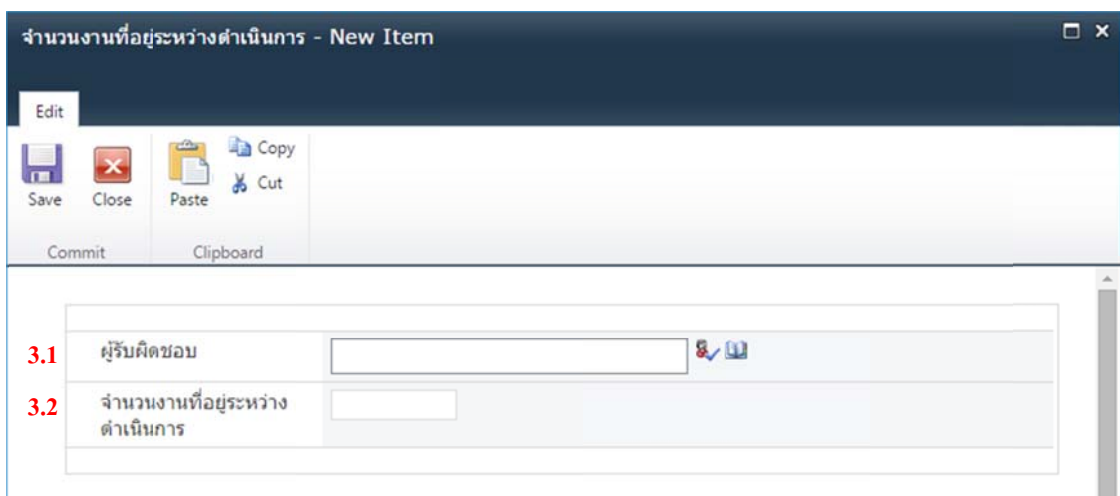 จำนวนงานที่อยู่ระหว่างดำเนินการ - New Item
Edit
Save
Close
Paste
Copy
Cut
Commit
Clipboard
3.1 ผู้รับผิดชอบ
3.2 จำนวนงานที่อยู่ระหว่าง
ดำเนินการ